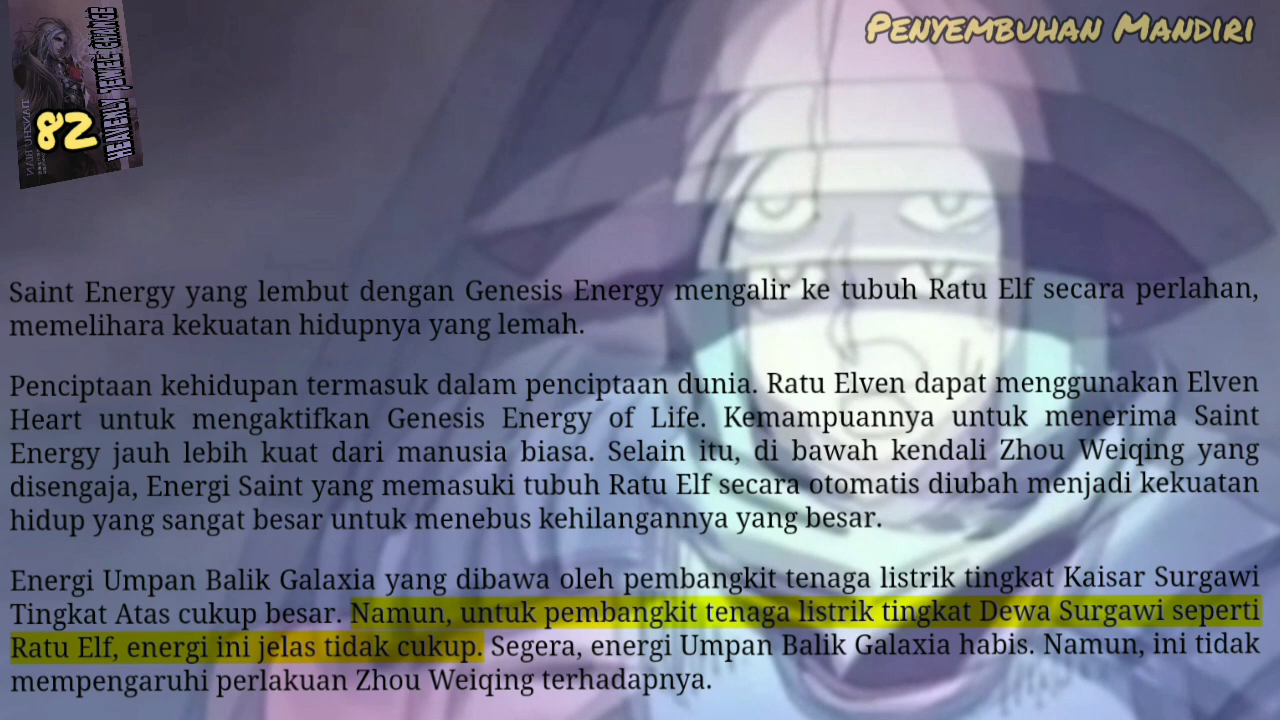 Penyembuhan Mandiri
HEAVENLY JEWEL CHANGE
82
Saint Energy yang lembut dengan Genesis Energy mengalir ke tubuh Ratu Elf secara perlahan,
memelihara kekuatan hidupnya yang lemah.
Penciptaan kehidupan termasuk dalam penciptaan dunia. Ratu Elven dapat menggunakan Elven
Heart untuk mengaktifkan Genesis Energy of Life. Kemampuannya untuk menerima Saint
Energy jauh lebih kuat dari manusia biasa. Selain itu, di bawah kendali Zhou Weiqing yang
disengaja, Energi Saint yang memasuki tubuh Ratu Elf secara otomatis diubah menjadi kekuatan
hidup yang sangat besar untuk menebus kehilangannya yang besar.
Energi Umpan Balik Galaxia yang dibawa oleh pembangkit tenaga listrik tingkat Kaisar Surgawi
Tingkat Atas cukup besar. Namun, untuk pembangkit tenaga listrik tingkat Dewa Surgawi seperti
Ratu Elf, energi ini jelas tidak cukup. Segera, energi Umpan Balik Galaxia habis. Namun, ini tidak
mempengaruhi perlakuan Zhou Weiqing terhadapnya.